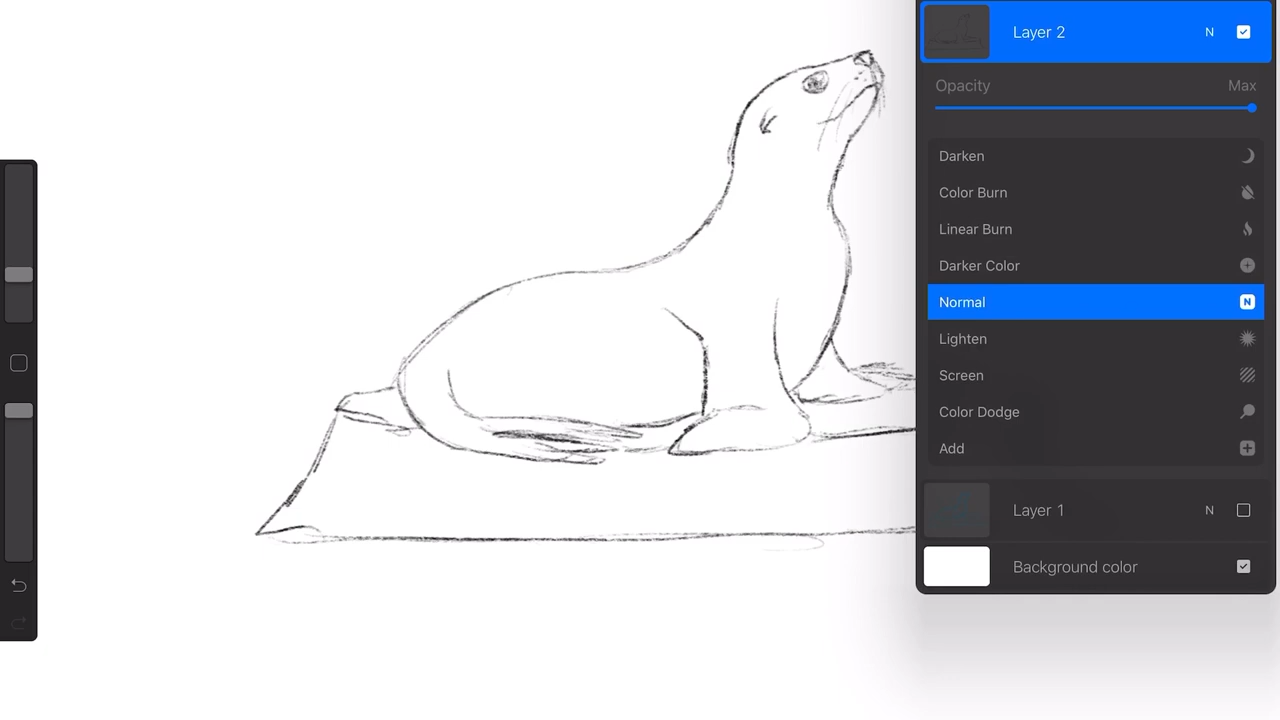 Layer 2 N
Opacity Max
Darken
Color Burn
Linear Burn
Darker Color
Normal N
Lighten
Screen
Color Dodge
Add
Layer 1 N
Background color